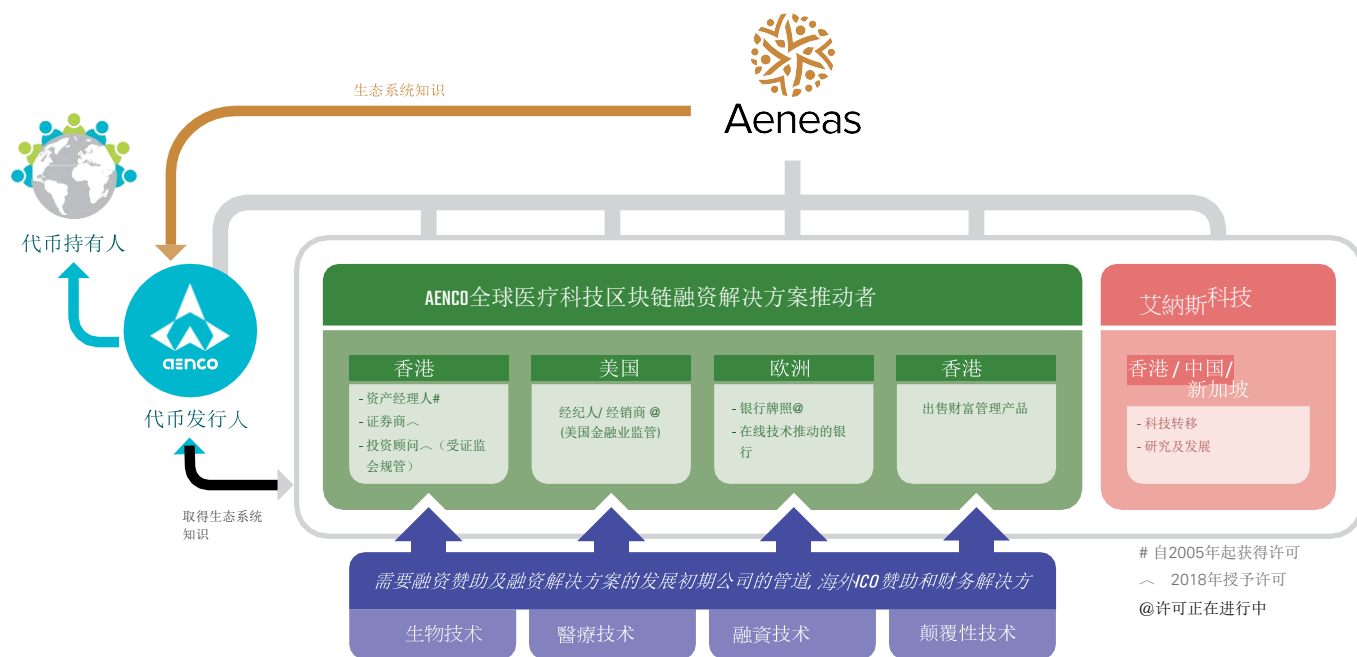 生态系统知识
Aeneas
代币持有人
aenco
代币发行人
取得生态系统
知识
AENCO全球医疗科技区块链融资解决方案推动者
香港
- 资产经理人#
- 证券商︿
- 投资顾问︿（受证监
会规管）
美国
经纪人/ 经销商 @
(美国金融业监管)
欧洲
- 银行牌照@
- 在线技术推动的银
行
香港
出售财富管理产品
艾納斯科技
香港 / 中国/
新加坡
- 科技转移
- 研究及发展
需要融资赞助及融资解决方案的发展初期公司的管道, 海外ICO 赞助和财务解决方
生物技术
醫療技术
融資技术
颠覆性技术
# 自2005年起获得许可
︿ 2018年授予许可
@许可正在进行中